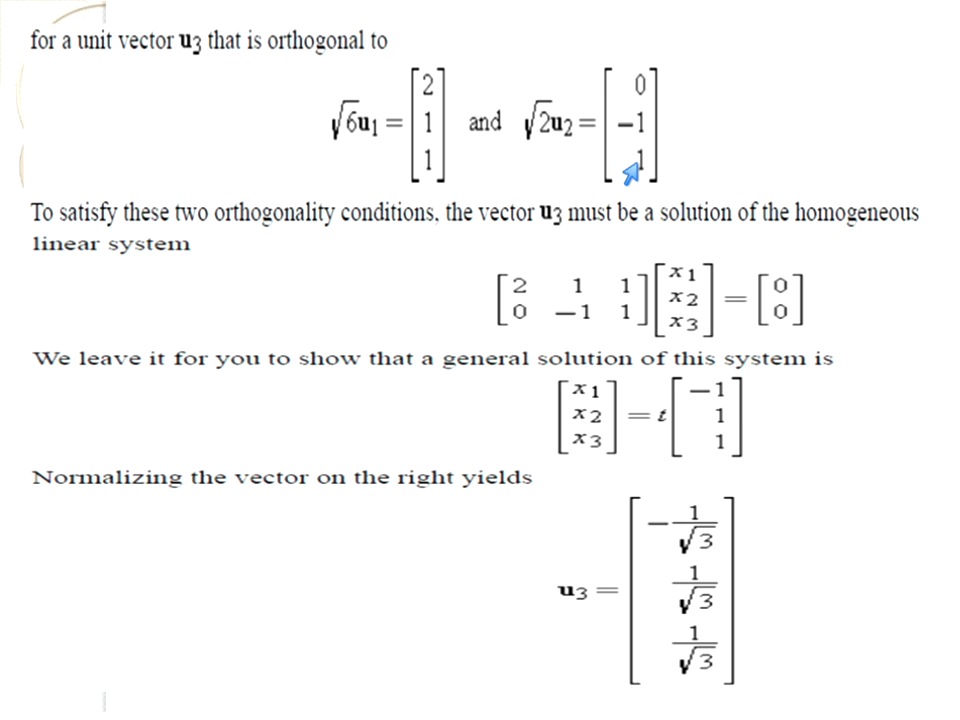 for a unit vector u3 that is orthogonal to
√6u1 = [2 1 1] and √2u2 = [0 −1 1]
To satisfy these two orthogonality conditions, the vector u3 must be a solution of the homogeneous
linear system
[2 1 1
0 −1 1] [x1 x2 x3] = [0 0]
We leave it for you to show that a general solution of this system is
[x1 x2 x3] = t [−1 1 1]
Normalizing the vector on the right yields
u3 = [−1/√3 1/√3 1/√3]